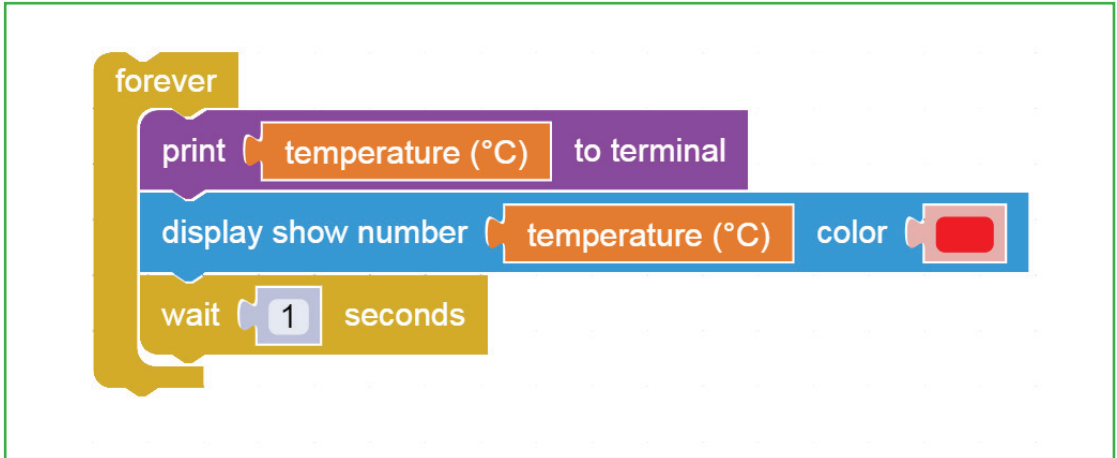 forever
print temperature (°C) to terminal
display show number temperature (°C) color
wait 1 seconds